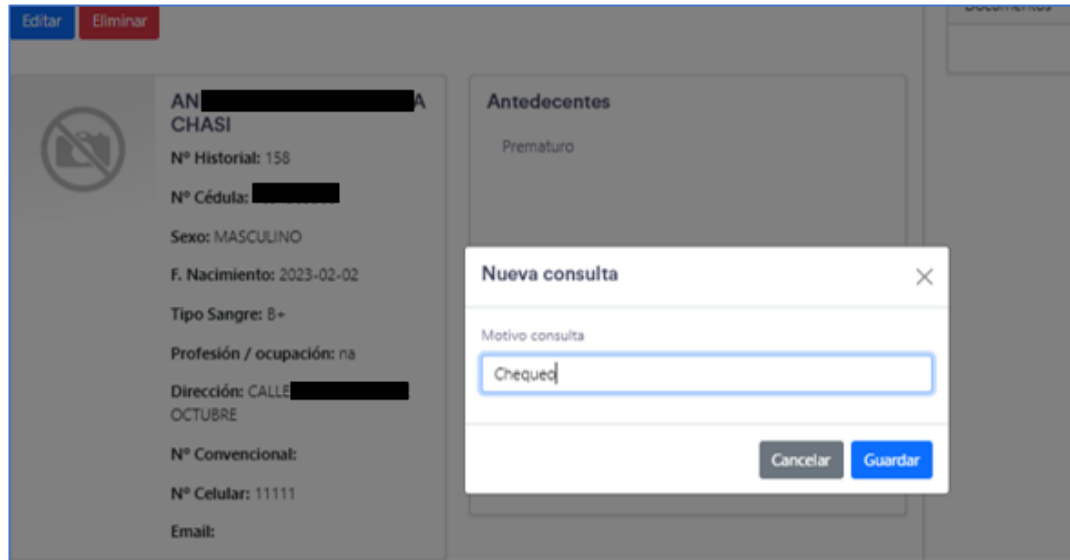 Editar Eliminar
Documentos
AN A
CHASI
Nº Historial: 158
Nº Cédula:
Sexo: MASCULINO
F. Nacimiento: 2023-02-02
Tipo Sangre: B+
Profesión / ocupación: na
Dirección: CALLE
OCTUBRE
Nº Convencional:
Nº Celular: 11111
Email:
Antedecentes
Prematuro
Nueva consulta
Motivo consulta
Chequeo
Cancelar Guardar